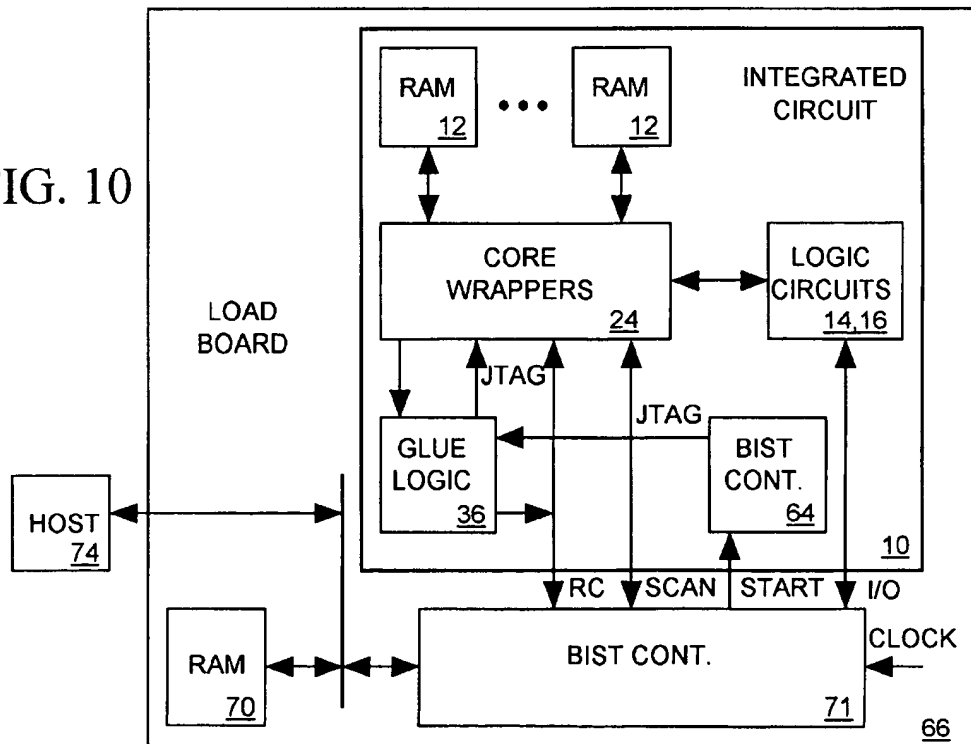 RAM
12
RAM
12
INTEGRATED
CIRCUIT
IG. 10
CORE
WRAPPERS
24
LOGIC
CIRCUITS
14,16
LOAD
BOARD
JTAG
JTAG
GLUE
LOGIC
36
BIST
CONT.
64
HOST
74
10
RC
SCAN
START
I/O
CLOCK
RAM
70
BIST CONT.
71
66